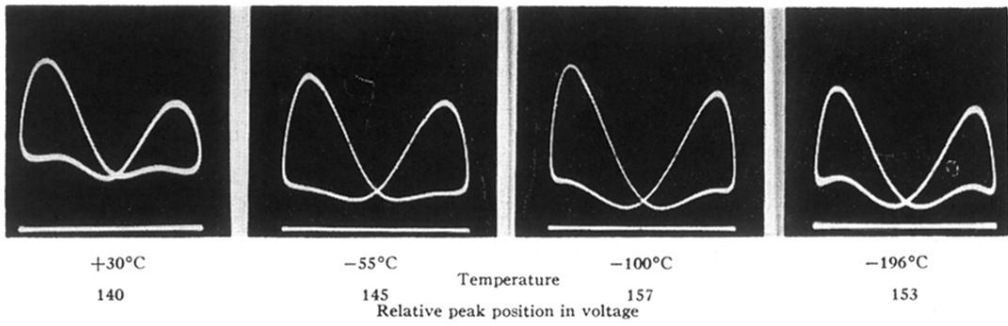 +30°C −55°C −100°C −196°C
Temperature
140 145 157 153
Relative peak position in voltage